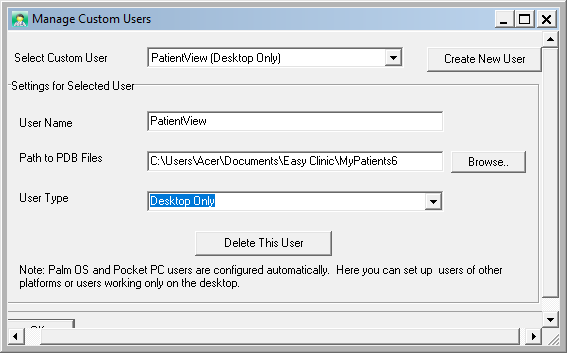 Manage Custom Users
Select Custom User
PatientView (Desktop Only)
Create New User
Settings for Selected User
User Name
PatientView
Path to PDB Files
C:\Users\Acer\Documents\Easy Clinic\MyPatients6
Browse..
User Type
Desktop Only
Delete This User
Note: Palm OS and Pocket PC users are configured automatically. Here you can set up users of other
platforms or users working only on the desktop.